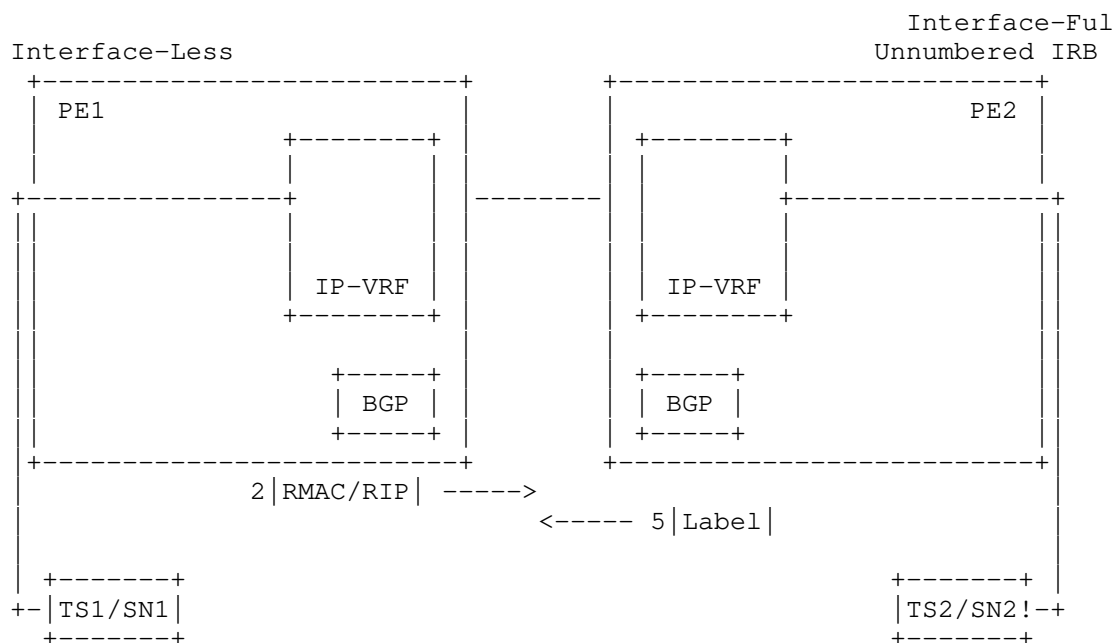 Interface-Ful
Interface-Less Unnumbered IRB
PE1 PE2
IP-VRF IP-VRF
BGP BGP
2|RMAC/RIP| ----->
<----- 5|Label|
TS1/SN1 TS2/SN2!